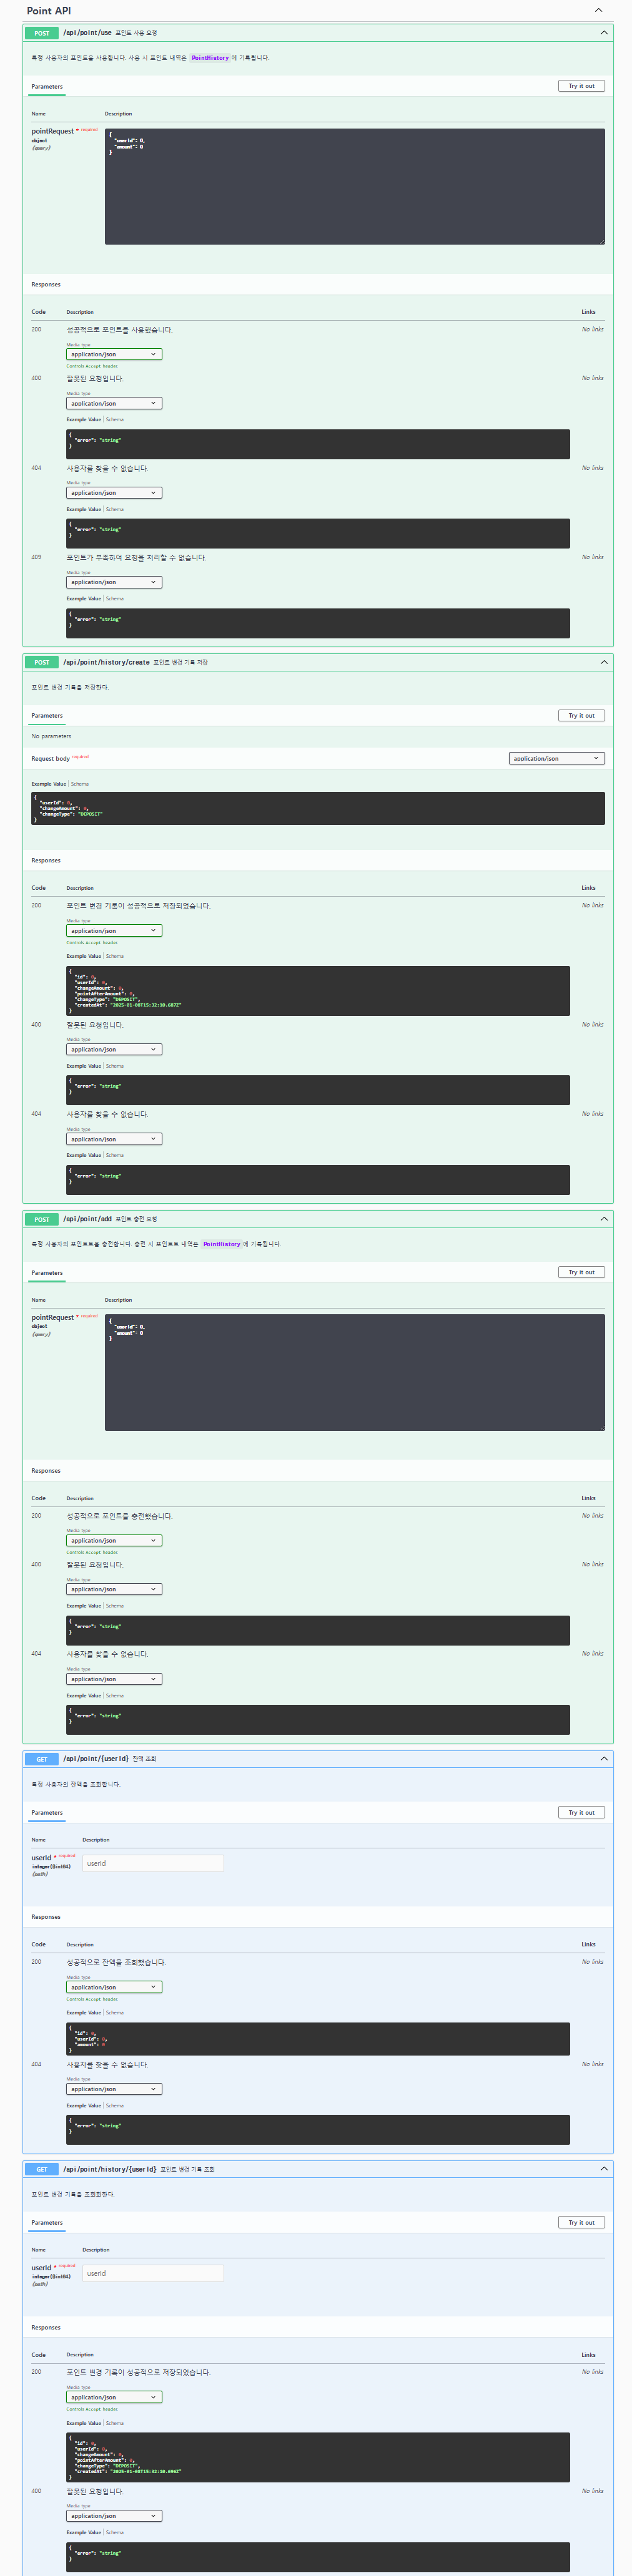 Point API
POST /api/point/use 포인트 사용 요청
특정 사용자의 포인트를 사용합니다. 사용 시 포인트 내역은 PointHistory 에 기록됩니다.
Parameters Try it out
Name Description
pointRequest * required
object
(query)
{
"userId": 0,
"amount": 0
}
Responses
Code Description Links
200 성공적으로 포인트를 사용했습니다. No links
Media type
application/json
Controls Accept header.
400 잘못된 요청입니다. No links
Media type
application/json
Example Value | Schema
{
"error": "string"
}
404 사용자를 찾을 수 없습니다. No links
Media type
application/json
Example Value | Schema
{
"error": "string"
}
409 포인트가 부족하여 요청을 처리할 수 없습니다. No links
Media type
application/json
Example Value | Schema
{
"error": "string"
}
POST /api/point/history/create 포인트 변경 기록 저장
포인트 변경 기록을 저장한다.
Parameters Try it out
No parameters
Request body required application/json
Example Value | Schema
{
"userId": 0,
"changeAmount": 0,
"changeType": "DEPOSIT"
}
Responses
Code Description Links
200 포인트 변경 기록이 성공적으로 저장되었습니다. No links
Media type
application/json
Controls Accept header.
Example Value | Schema
{
"id": 0,
"userId": 0,
"changeAmount": 0,
"pointAfterAmount": 0,
"changeType": "DEPOSIT",
"createdAt": "2025-01-08T15:32:10.687Z"
}
400 잘못된 요청입니다. No links
Media type
application/json
Example Value | Schema
{
"error": "string"
}
404 사용자를 찾을 수 없습니다. No links
Media type
application/json
Example Value | Schema
{
"error": "string"
}
POST /api/point/add 포인트 충전 요청
특정 사용자의 포인트트를 충전합니다. 충전 시 포인트트 내역은 PointHistory 에 기록됩니다.
Parameters Try it out
Name Description
pointRequest * required
object
(query)
{
"userId": 0,
"amount": 0
}
Responses
Code Description Links
200 성공적으로 포인트를 충전했습니다. No links
Media type
application/json
Controls Accept header.
400 잘못된 요청입니다. No links
Media type
application/json
Example Value | Schema
{
"error": "string"
}
404 사용자를 찾을 수 없습니다. No links
Media type
application/json
Example Value | Schema
{
"error": "string"
}
GET /api/point/{userId} 잔액 조회
특정 사용자의 잔액을 조회합니다.
Parameters Try it out
Name Description
userId * required
integer($int64)
(path)
userId
Responses
Code Description Links
200 성공적으로 잔액을 조회했습니다. No links
Media type
application/json
Controls Accept header.
Example Value | Schema
{
"id": 0,
"userId": 0,
"amount": 0
}
404 사용자를 찾을 수 없습니다. No links
Media type
application/json
Example Value | Schema
{
"error": "string"
}
GET /api/point/history/{userId} 포인트 변경 기록 조회
포인트 변경 기록을 조회회한다.
Parameters Try it out
Name Description
userId * required
integer($int64)
(path)
userId
Responses
Code Description Links
200 포인트 변경 기록이 성공적으로 저장되었습니다. No links
Media type
application/json
Controls Accept header.
Example Value | Schema
{
"id": 0,
"userId": 0,
"changeAmount": 0,
"pointAfterAmount": 0,
"changeType": "DEPOSIT",
"createdAt": "2025-01-08T15:32:10.696Z"
}
400 잘못된 요청입니다. No links
Media type
application/json
Example Value | Schema
{
"error": "string"
}